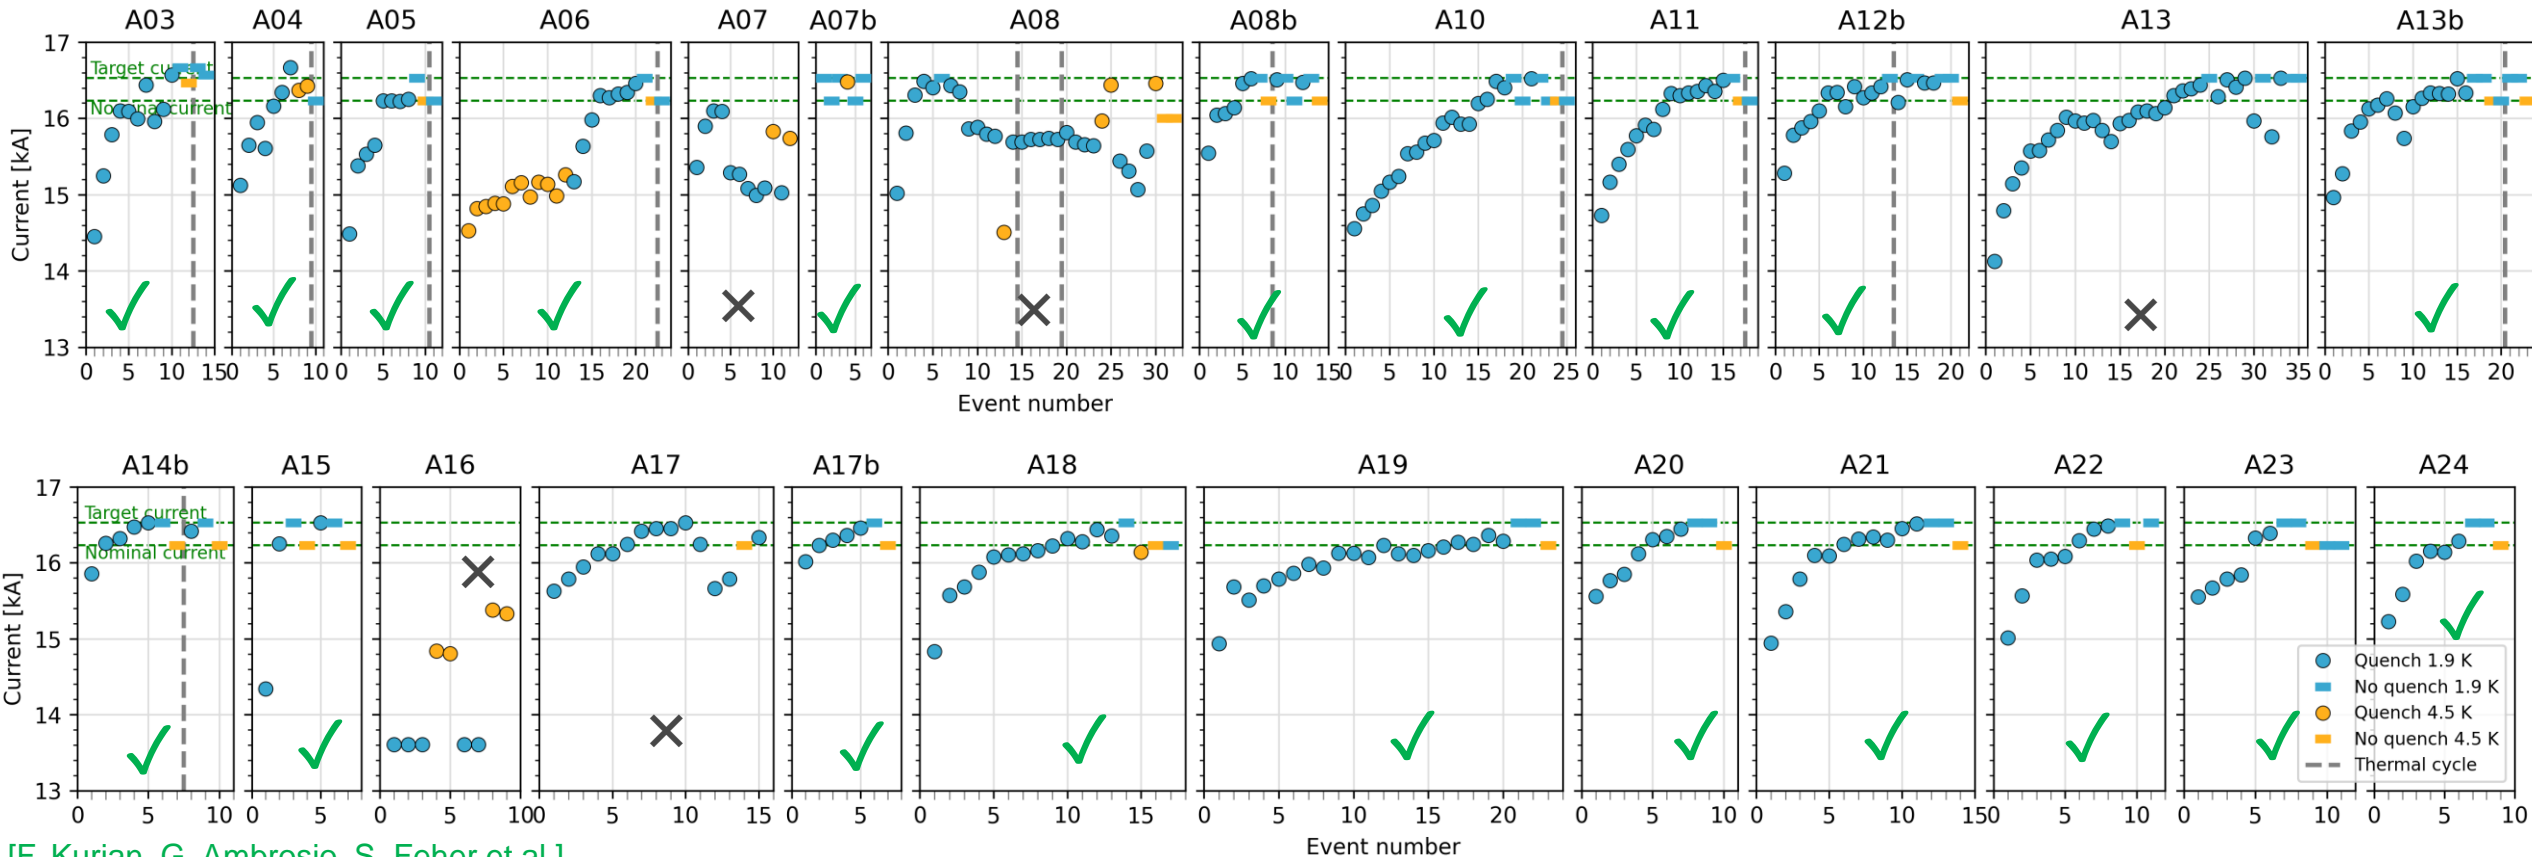 A03 A04 A05 A06 A07 A07b A08 A08b A10 A11 A12b A13 A13b
17
Target current
Nominal current
16
15
14
13
Current [kA]
0 5 10 15 0 5 10 0 5 10 0 5 10 15 20 0 10 0 5 0 5 10 15 20 25 30 0 5 10 15 0 5 10 15 20 25 0 5 10 15 0 5 10 15 20 0 5 10 15 20 25 30 35 0 5 10 15 20
Event number
A14b A15 A16 A17 A17b A18 A19 A20 A21 A22 A23 A24
17
Target current
Nominal current
16
15
14
13
Current [kA]
Quench 1.9 K
No quench 1.9 K
Quench 4.5 K
No quench 4.5 K
Thermal cycle
0 5 10 0 5 0 5 10 0 5 10 15 0 5 0 5 10 15 0 5 10 15 20 0 5 10 0 5 10 15 0 5 10 0 5 10 0 5 10
Event number
[E. Kurian, G. Ambrosio, S. Feher et al.]